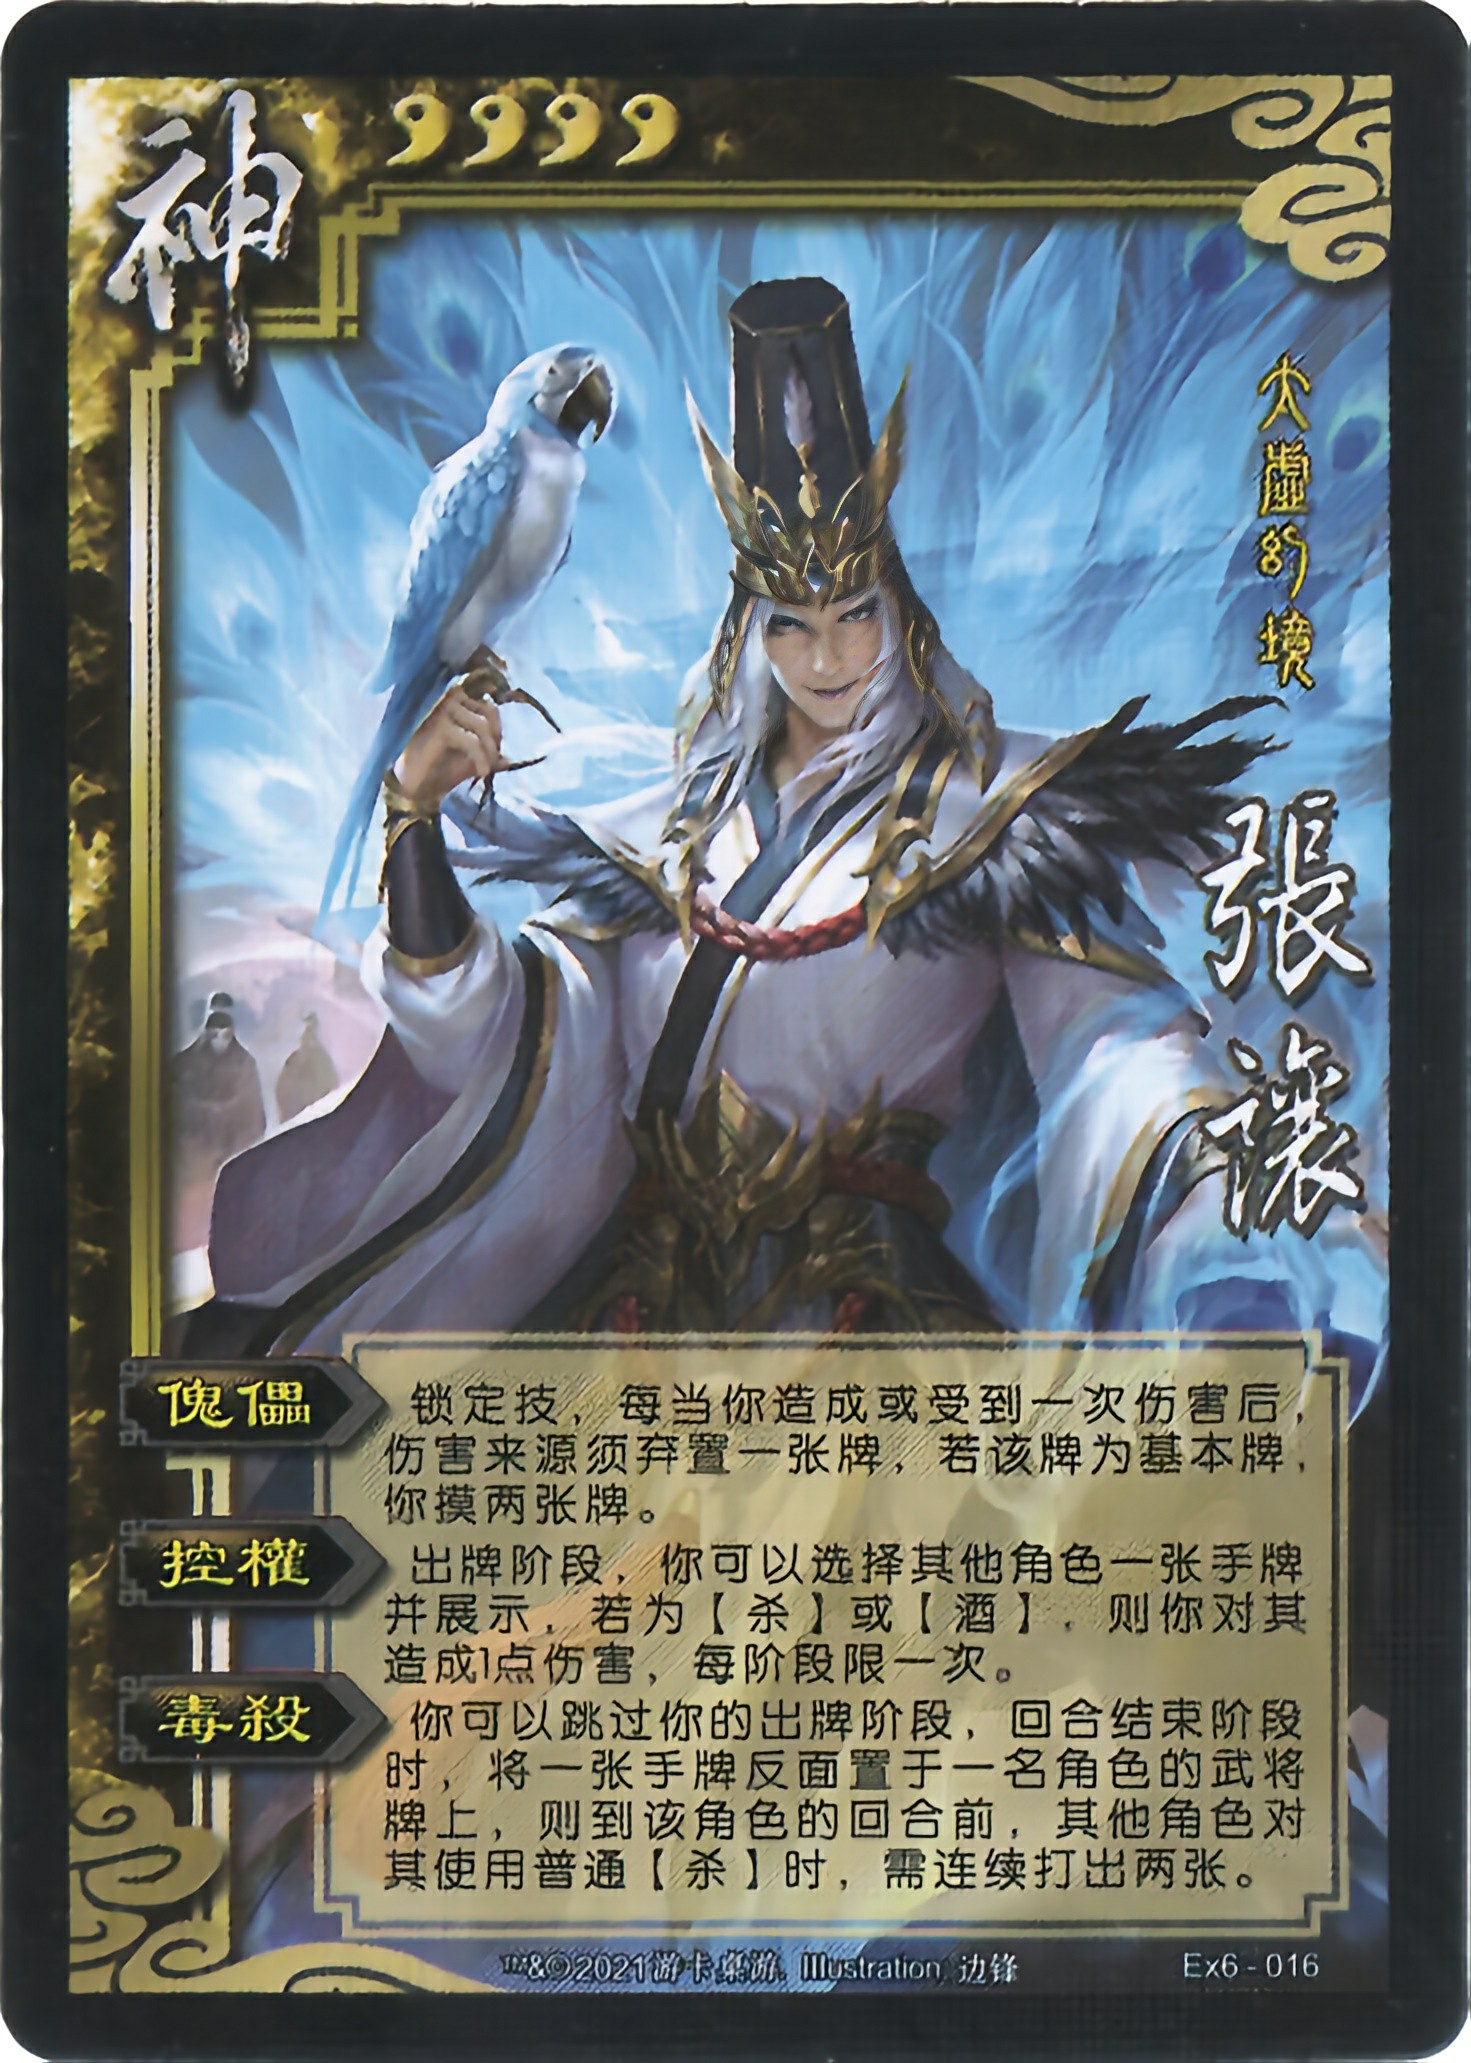 神
太虛幻境
張讓
傀儡
锁定技，每当你造成或受到一次伤害后，
伤害来源须弃置一张牌，若该牌为基本牌，
你摸两张牌。
控權
出牌阶段，你可以选择其他角色一张手牌
并展示，若为【杀】或【酒】，则你对其
造成1点伤害，每阶段限一次。
毒殺
你可以跳过你的出牌阶段，回合结束阶段
时，将一张手牌反面置于一名角色的武将
牌上，则到该角色的回合前，其他角色对
其使用普通【杀】时，需连续打出两张。
™&©2021游卡桌游. Illustration, 边锋
Ex6-016